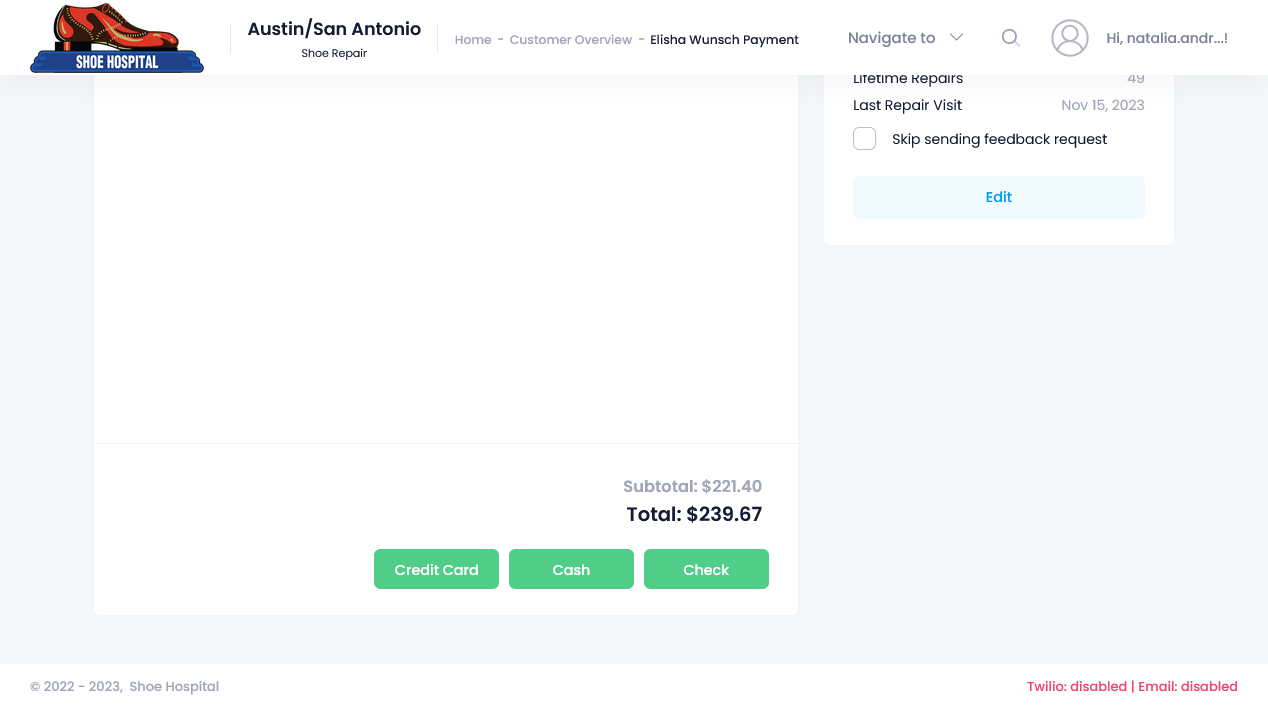 SHOE HOSPITAL
Austin/San Antonio
Shoe Repair
Home - Customer Overview - Elisha Wunsch Payment
Navigate to
Hi, natalia.andr...!
Lifetime Repairs 49
Last Repair Visit Nov 15, 2023
Skip sending feedback request
Edit
Subtotal: $221.40
Total: $239.67
Credit Card Cash Check
© 2022 - 2023, Shoe Hospital
Twilio: disabled | Email: disabled